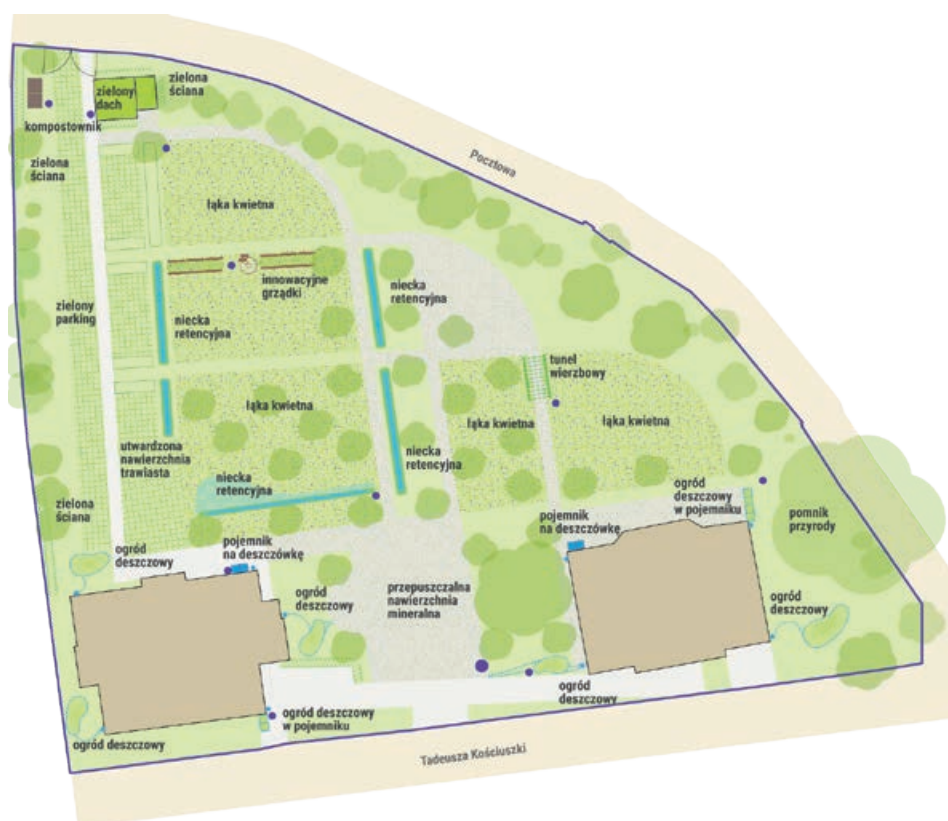 zielona
ściana
zielony
dach
kompostownik
Pocztowa
zielona
ściana
łąka kwietna
innowacyjne
grządki
niecka
retencyjna
zielony
parking
niecka
retencyjna
tunel
wierzbowy
łąka kwietna
łąka kwietna
łąka kwietna
utwardzona
nawierzchnia
trawiasta
niecka
retencyjna
niecka
retencyjna
ogród
deszczowy
w pojemniku
zielona
ściana
pojemnik
na deszczówkę
pomnik
przyrody
ogród
deszczowy
pojemnik
na deszczówkę
przepuszczalna
nawierzchnia
mineralna
ogród
deszczowy
ogród
deszczowy
ogród
deszczowy
ogród deszczowy
w pojemniku
ogród deszczowy
Tadeusza Kościuszki